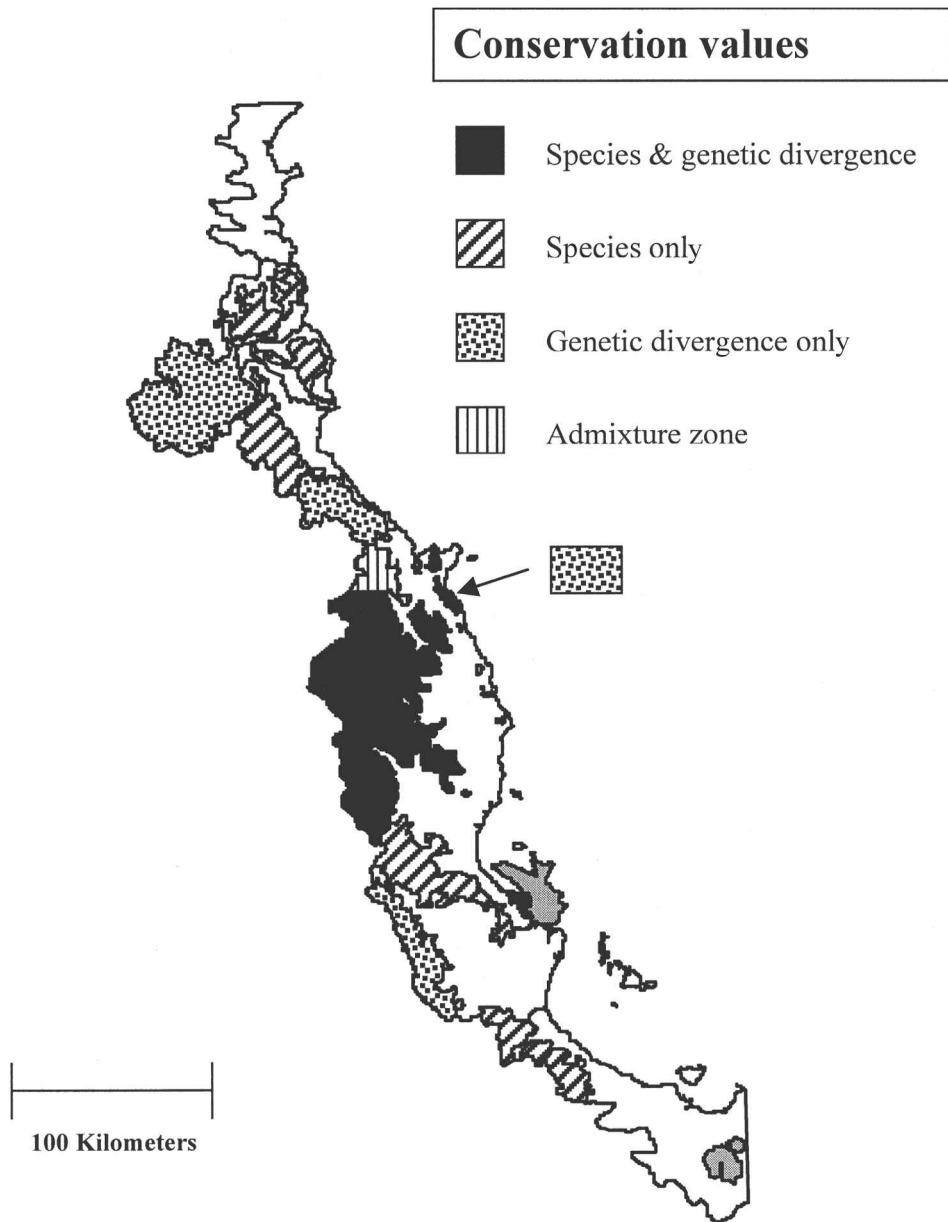 Conservation values
Species & genetic divergence
Species only
Genetic divergence only
Admixture zone
100 Kilometers